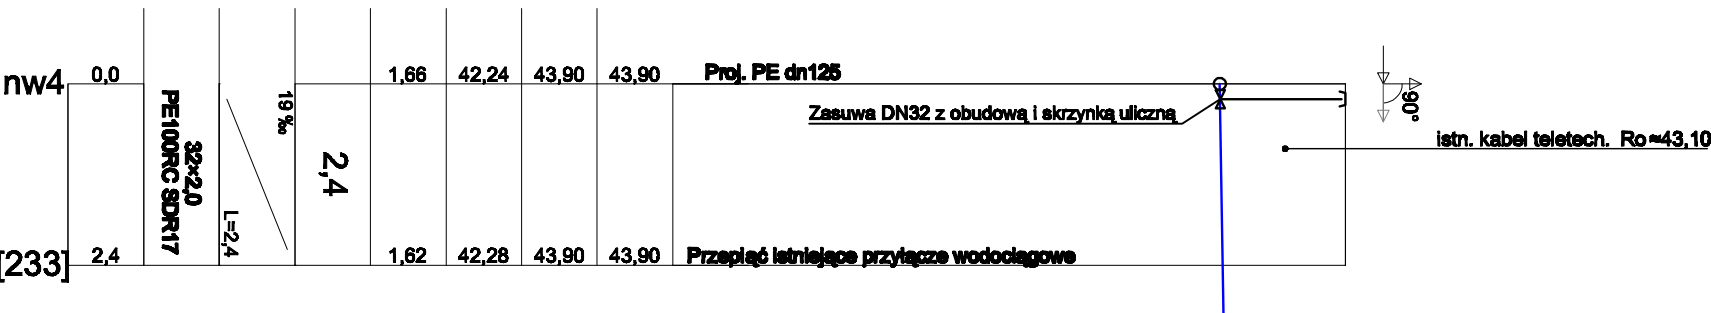 nw4 0,0 1,66 42,24 43,90 43,90 Proj. PE dn125
Zasuwa DN32 z obudową i skrzynką uliczną
90°
istn. kabel teletech. Ro≈43,10
32×2,0
PE100RC SDR17
19 ‰
L=2,4
2,4
[233] 2,4 1,62 42,28 43,90 43,90 Przepiąć istniejące przyłącze wodociągowe